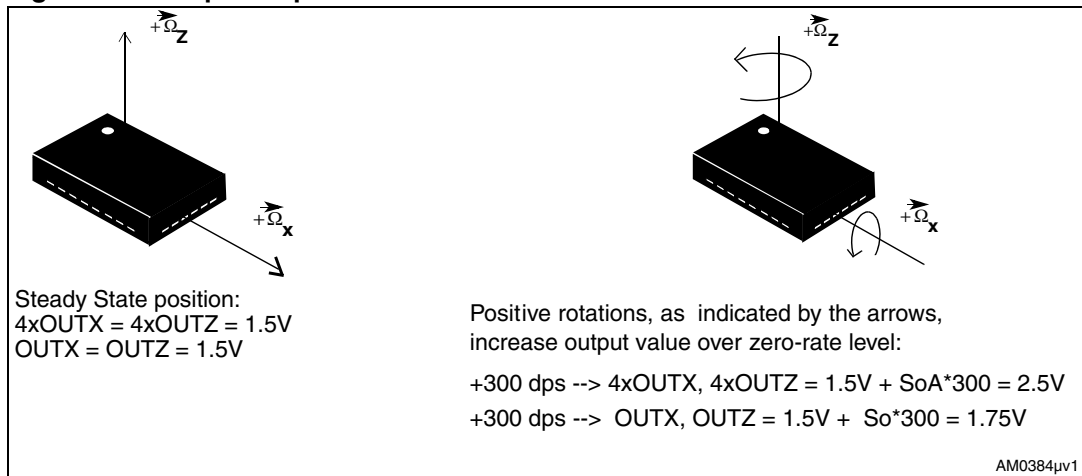 +Ω Z
+Ω X
Steady State position:
4xOUTX = 4xOUTZ = 1.5V
OUTX = OUTZ = 1.5V
+Ω Z
+Ω X
Positive rotations, as indicated by the arrows,
increase output value over zero-rate level:
+300 dps --> 4xOUTX, 4xOUTZ = 1.5V + SoA*300 = 2.5V
+300 dps --> OUTX, OUTZ = 1.5V + So*300 = 1.75V
AM0384µv1